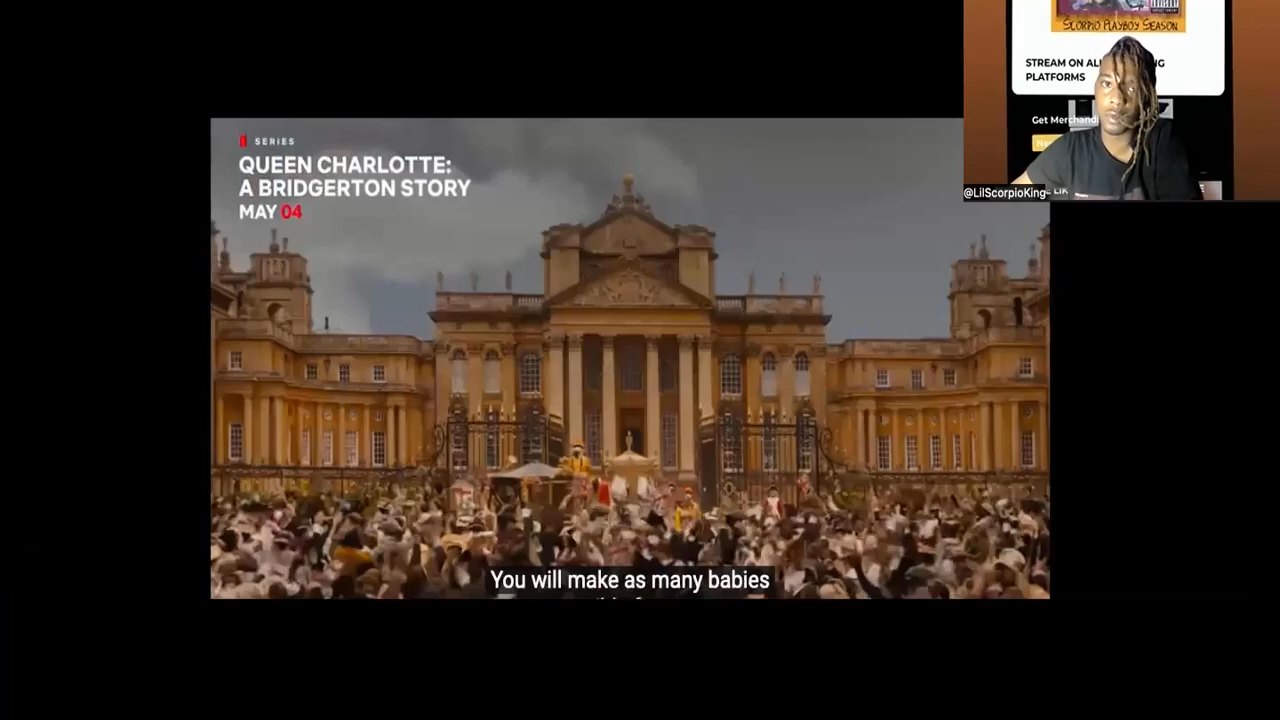 SERIES
QUEEN CHARLOTTE:
A BRIDGERTON STORY
MAY 04
You will make as many babies
SCORPIO PLAYBOY SEASON
STREAM ON AL NG
PLATFORMS
Get Merchandi
@LilScorpioKing